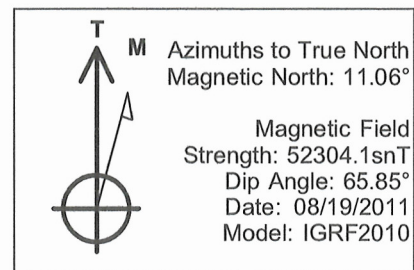 T
M
Azimuths to True North
Magnetic North: 11.06°
Magnetic Field
Strength: 52304.1snT
Dip Angle: 65.85°
Date: 08/19/2011
Model: IGRF2010